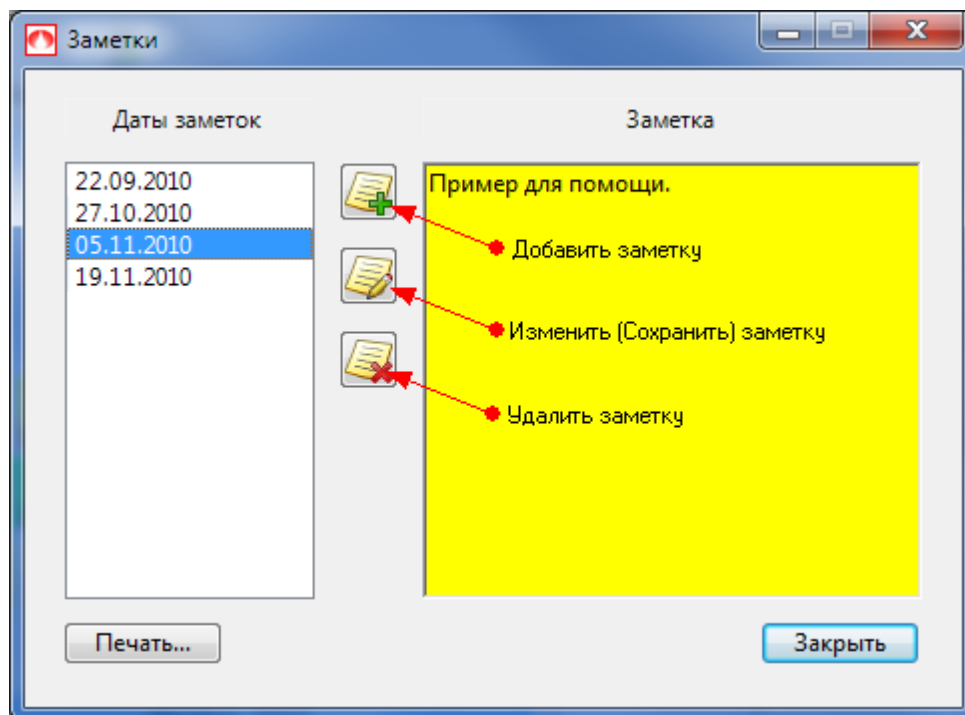 Заметки
Даты заметок
Заметка
22.09.2010
27.10.2010
05.11.2010
19.11.2010
Пример для помощи.
Добавить заметку
Изменить (Сохранить) заметку
Удалить заметку
Печать...
Закрыть